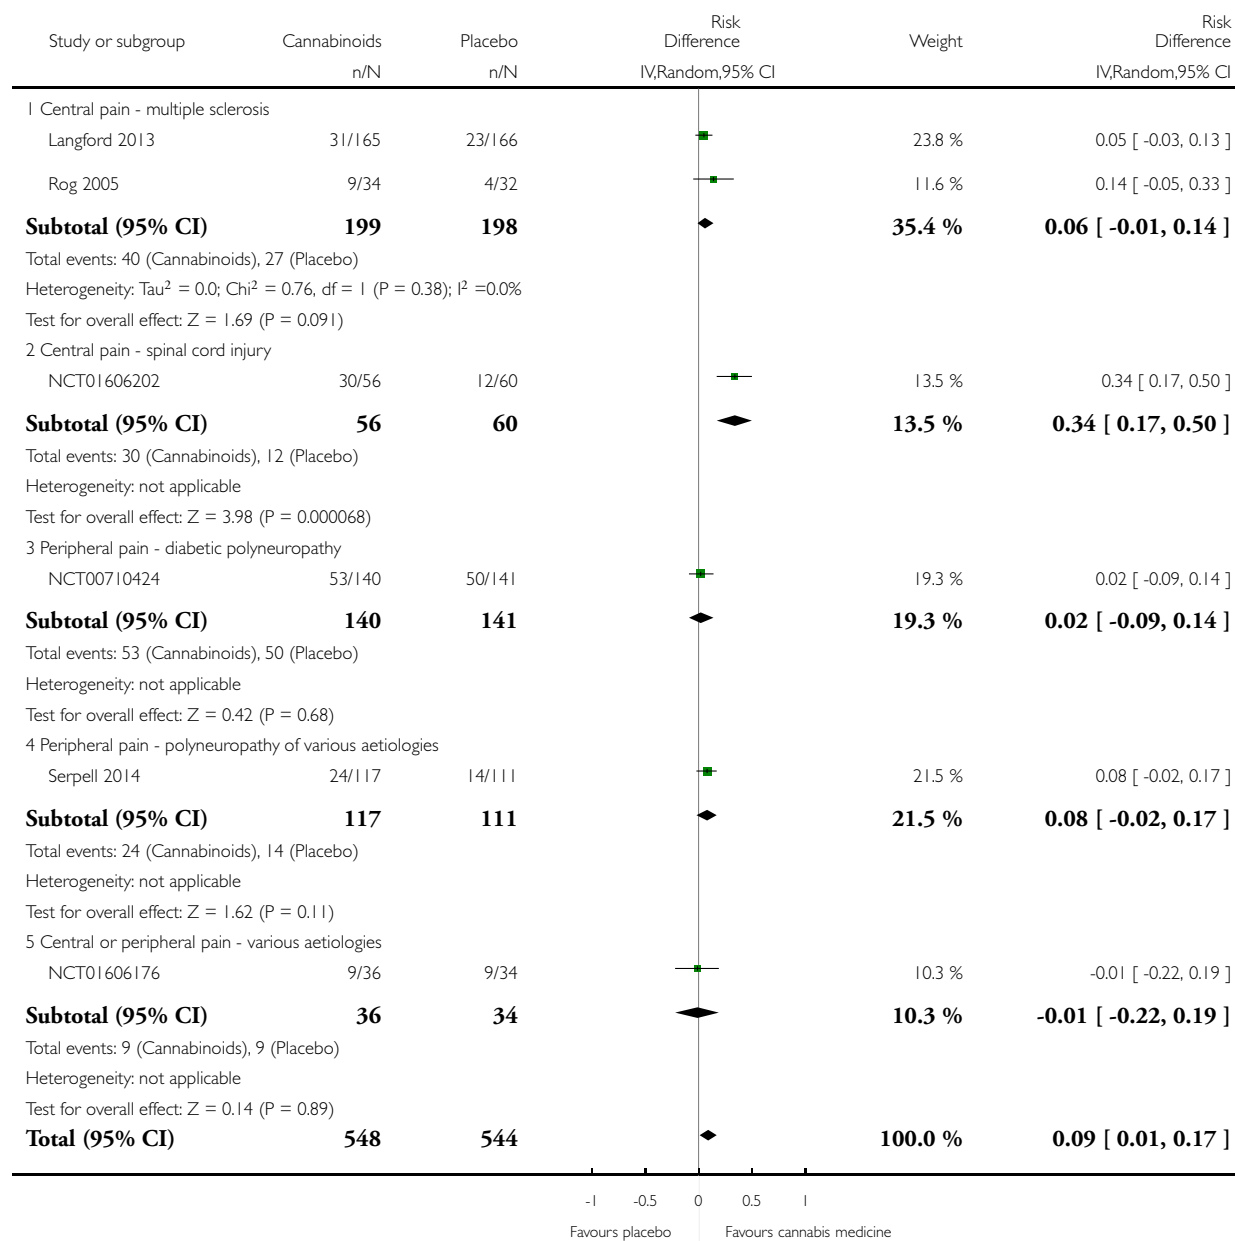 Risk Risk
Study or subgroup Cannabinoids Placebo Difference Weight Difference
n/N n/N IV,Random,95% CI IV,Random,95% CI
1 Central pain - multiple sclerosis
Langford 2013 31/165 23/166 23.8 % 0.05 [ -0.03, 0.13 ]
Rog 2005 9/34 4/32 11.6 % 0.14 [ -0.05, 0.33 ]
Subtotal (95% CI) 199 198 35.4 % 0.06 [ -0.01, 0.14 ]
Total events: 40 (Cannabinoids), 27 (Placebo)
Heterogeneity: Tau² = 0.0; Chi² = 0.76, df = 1 (P = 0.38); I² =0.0%
Test for overall effect: Z = 1.69 (P = 0.091)
2 Central pain - spinal cord injury
NCT01606202 30/56 12/60 13.5 % 0.34 [ 0.17, 0.50 ]
Subtotal (95% CI) 56 60 13.5 % 0.34 [ 0.17, 0.50 ]
Total events: 30 (Cannabinoids), 12 (Placebo)
Heterogeneity: not applicable
Test for overall effect: Z = 3.98 (P = 0.000068)
3 Peripheral pain - diabetic polyneuropathy
NCT00710424 53/140 50/141 19.3 % 0.02 [ -0.09, 0.14 ]
Subtotal (95% CI) 140 141 19.3 % 0.02 [ -0.09, 0.14 ]
Total events: 53 (Cannabinoids), 50 (Placebo)
Heterogeneity: not applicable
Test for overall effect: Z = 0.42 (P = 0.68)
4 Peripheral pain - polyneuropathy of various aetiologies
Serpell 2014 24/117 14/111 21.5 % 0.08 [ -0.02, 0.17 ]
Subtotal (95% CI) 117 111 21.5 % 0.08 [ -0.02, 0.17 ]
Total events: 24 (Cannabinoids), 14 (Placebo)
Heterogeneity: not applicable
Test for overall effect: Z = 1.62 (P = 0.11)
5 Central or peripheral pain - various aetiologies
NCT01606176 9/36 9/34 10.3 % -0.01 [ -0.22, 0.19 ]
Subtotal (95% CI) 36 34 10.3 % -0.01 [ -0.22, 0.19 ]
Total events: 9 (Cannabinoids), 9 (Placebo)
Heterogeneity: not applicable
Test for overall effect: Z = 0.14 (P = 0.89)
Total (95% CI) 548 544 100.0 % 0.09 [ 0.01, 0.17 ]
-1 -0.5 0 0.5 1
Favours placebo Favours cannabis medicine